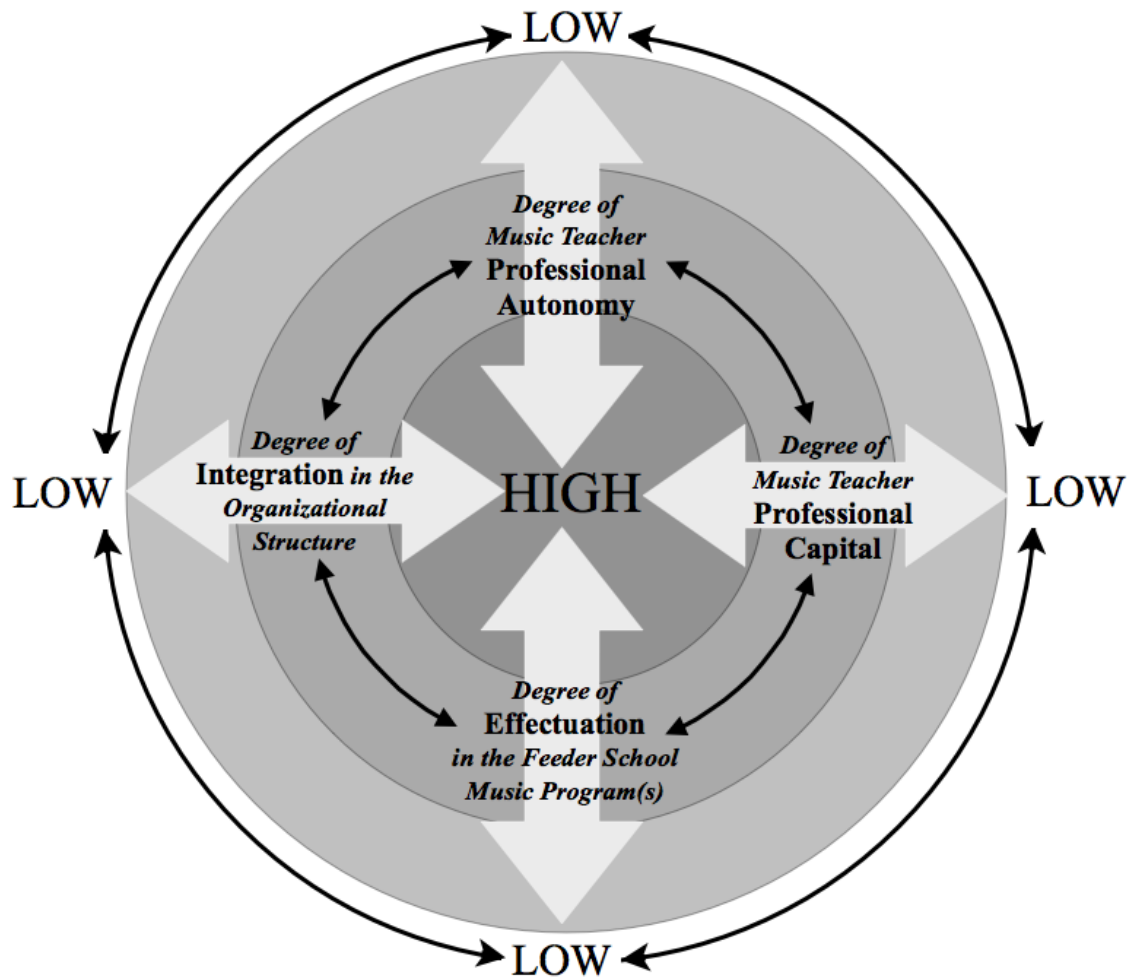 LOW
Degree of
Music Teacher
Professional
Autonomy
Degree of
Integration in the
Organizational
Structure
LOW
HIGH
Degree of
Music Teacher
Professional
Capital
LOW
Degree of
Effectuation
in the Feeder School
Music Program(s)
LOW